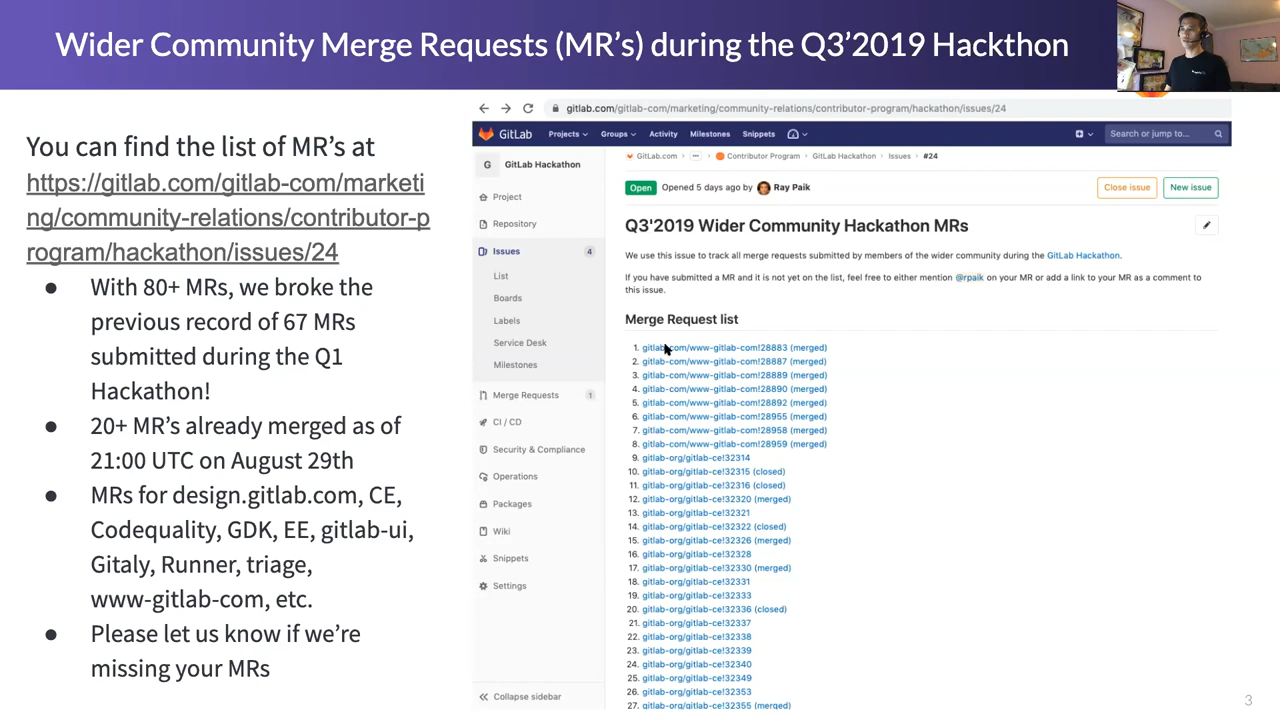 Wider Community Merge Requests (MR’s) during the Q3’2019 Hackthon
You can find the list of MR’s at
https://gitlab.com/gitlab-com/marketi
ng/community-relations/contributor-p
rogram/hackathon/issues/24
● With 80+ MRs, we broke the
previous record of 67 MRs
submitted during the Q1
Hackathon!
● 20+ MR’s already merged as of
21:00 UTC on August 29th
● MRs for design.gitlab.com, CE,
Codequality, GDK, EE, gitlab-ui,
Gitaly, Runner, triage,
www-gitlab-com, etc.
● Please let us know if we’re
missing your MRs
gitlab.com/gitlab-com/marketing/community-relations/contributor-program/hackathon/issues/24
GitLab Projects Groups Activity Milestones Snippets Search or jump to...
G GitLab Hackathon
Project
Repository
Issues 4
List
Boards
Labels
Service Desk
Milestones
Merge Requests 1
CI / CD
Security & Compliance
Operations
Packages
Wiki
Snippets
Settings
Collapse sidebar
GitLab.com > ... > Contributor Program > GitLab Hackathon > Issues > #24
Open Opened 5 days ago by Ray Paik Close issue New issue
Q3'2019 Wider Community Hackathon MRs
We use this issue to track all merge requests submitted by members of the wider community during the GitLab Hackathon.
If you have submitted a MR and it is not yet on the list, feel free to either mention @rpaik on your MR or add a link to your MR as a comment to
this issue.
Merge Request list
1. gitlab-com/www-gitlab-com!28883 (merged)
2. gitlab-com/www-gitlab-com!28887 (merged)
3. gitlab-com/www-gitlab-com!28889 (merged)
4. gitlab-com/www-gitlab-com!28890 (merged)
5. gitlab-com/www-gitlab-com!28892 (merged)
6. gitlab-com/www-gitlab-com!28955 (merged)
7. gitlab-com/www-gitlab-com!28958 (merged)
8. gitlab-com/www-gitlab-com!28959 (merged)
9. gitlab-org/gitlab-ce!32314
10. gitlab-org/gitlab-ce!32315 (closed)
11. gitlab-org/gitlab-ce!32316 (closed)
12. gitlab-org/gitlab-ce!32320 (merged)
13. gitlab-org/gitlab-ce!32321
14. gitlab-org/gitlab-ce!32322 (closed)
15. gitlab-org/gitlab-ce!32326 (merged)
16. gitlab-org/gitlab-ce!32328
17. gitlab-org/gitlab-ce!32330 (merged)
18. gitlab-org/gitlab-ce!32331
19. gitlab-org/gitlab-ce!32333
20. gitlab-org/gitlab-ce!32336 (closed)
21. gitlab-org/gitlab-ce!32337
22. gitlab-org/gitlab-ce!32338
23. gitlab-org/gitlab-ce!32339
24. gitlab-org/gitlab-ce!32340
25. gitlab-org/gitlab-ce!32349
26. gitlab-org/gitlab-ce!32353
27. gitlab-org/gitlab-ce!32355 (merged)
3